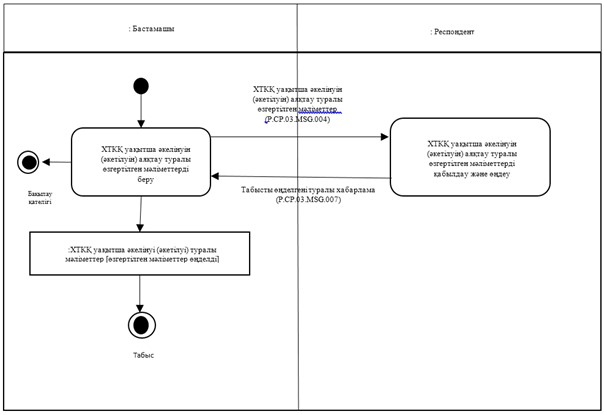 : Бастамашы
: Респондент
ХТКҚ уақытша әкелінуін
(әкетілуін) аяқтау туралы
өзгертілген мәліметтер
(P.CP.03.MSG.004)
ХТКҚ уақытша әкелінуін
(әкетілуін) аяқтау туралы
өзгертілген мәліметтерді
беру
ХТКҚ уақытша әкелінуін
(әкетілуін) аяқтау туралы
өзгертілген мәліметтерді
қабылдау және өңдеу
Табысты өңделгені туралы хабарлама
(P.CP.03.MSG.007)
Бақылау
қателігі
:ХТКҚ уақытша әкелінуі (әкетілуі) туралы
мәліметтер [өзгертілген мәліметтер өңделді]
Табыс